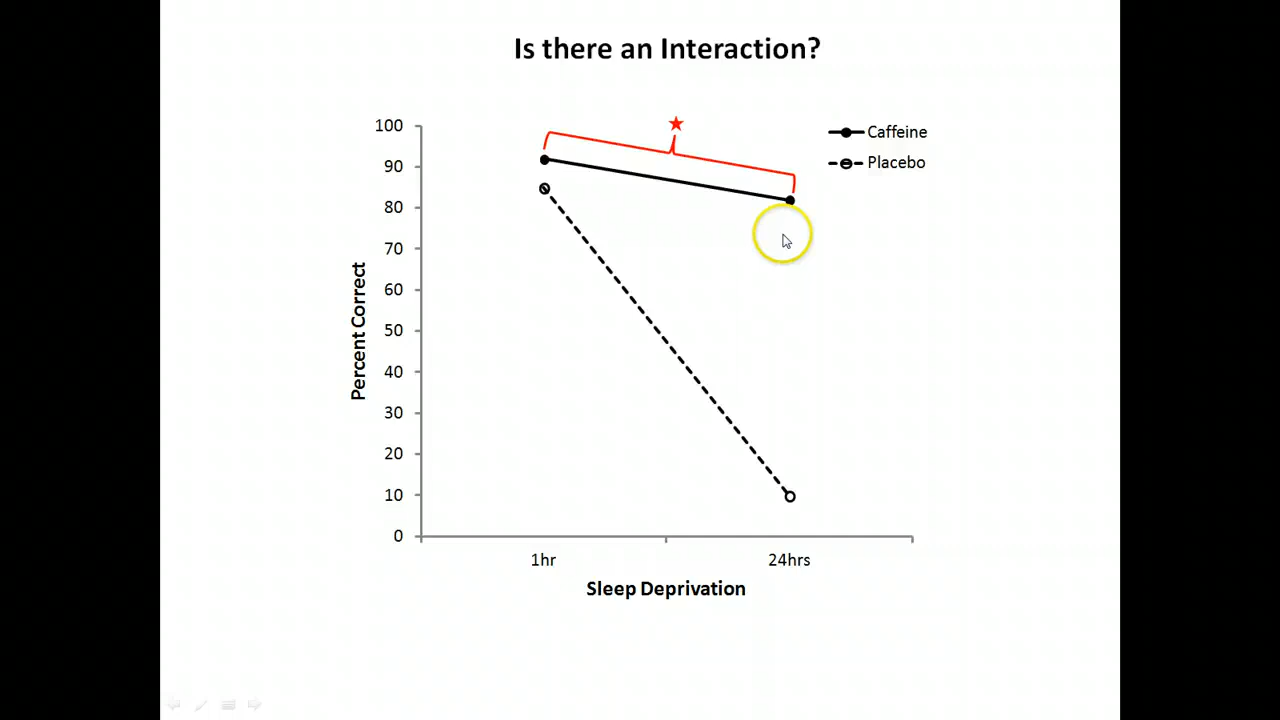 Is there an Interaction?
100
90
80
70
60
50
40
30
20
10
0
Percent Correct
1hr
24hrs
Sleep Deprivation
Caffeine
Placebo